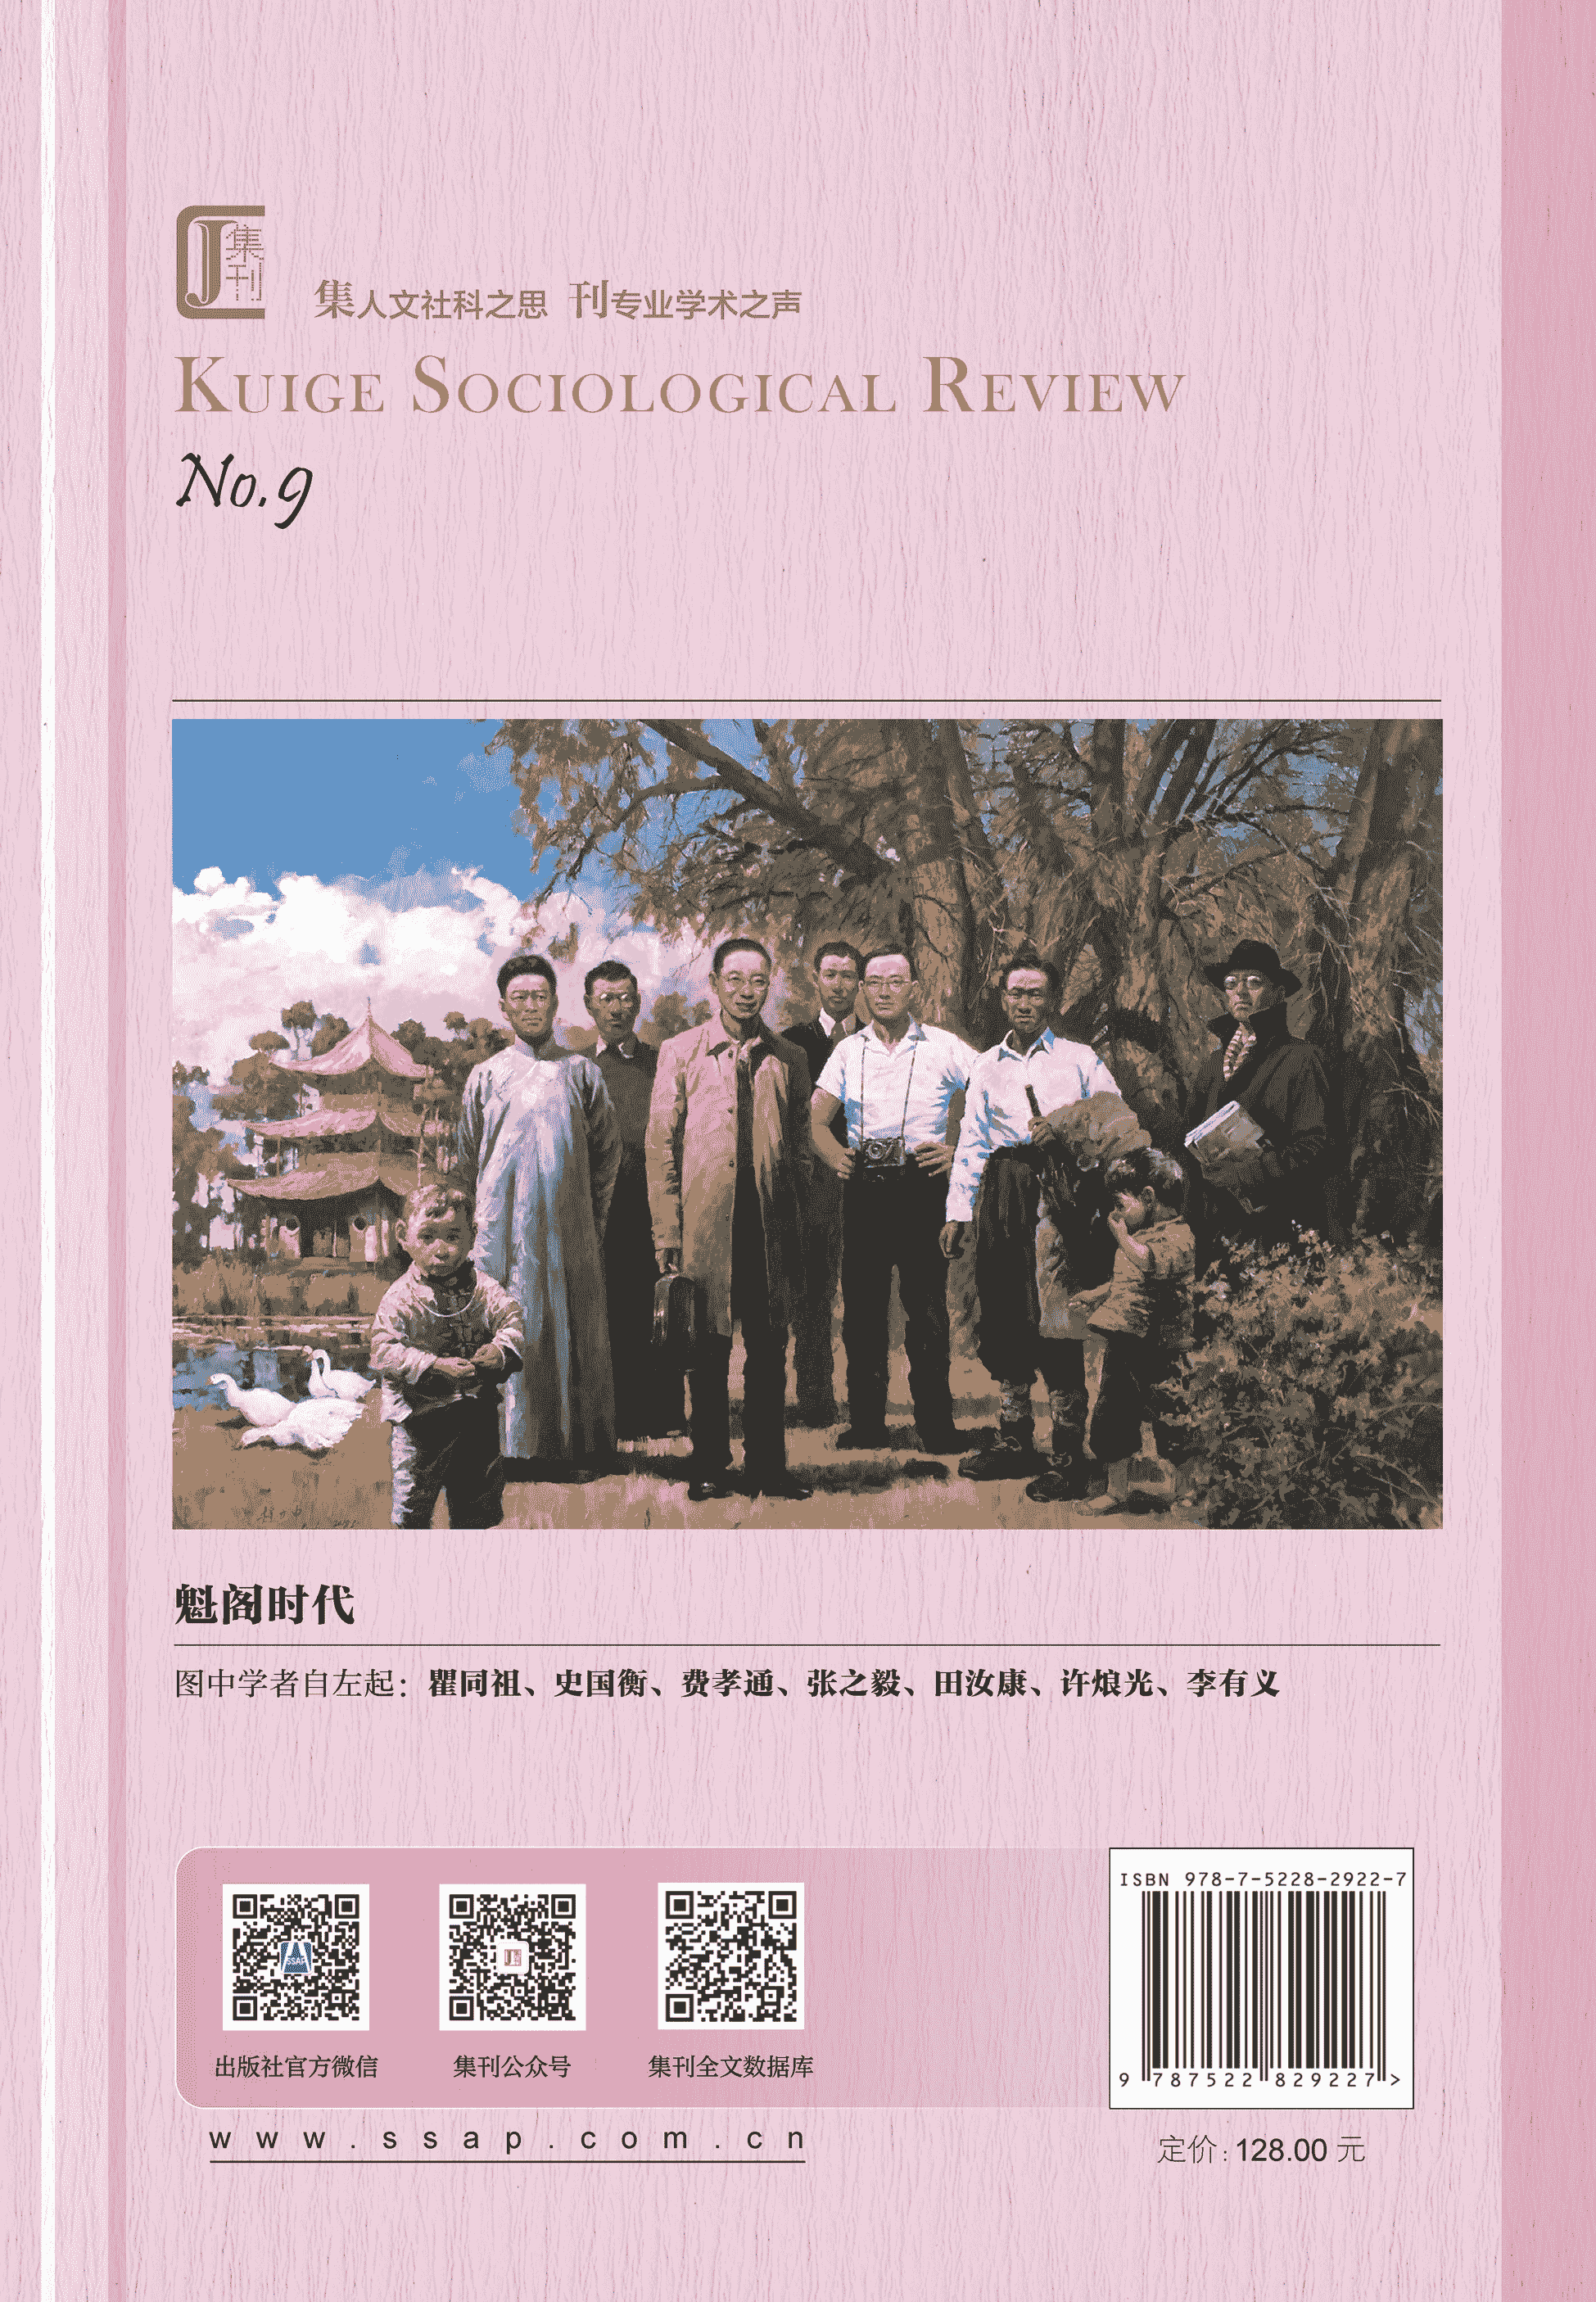 J 集刊
集人文社科之思 刊专业学术之声
KUIGE SOCIOLOGICAL REVIEW
No.9
魁阁时代
图中学者自左起：瞿同祖、史国衡、费孝通、张之毅、田汝康、许烺光、李有义
SSAP
出版社官方微信
集刊公众号
集刊全文数据库
www.ssap.com.cn
ISBN 978-7-5228-2922-7
9 787522 829227>
定价：128.00 元